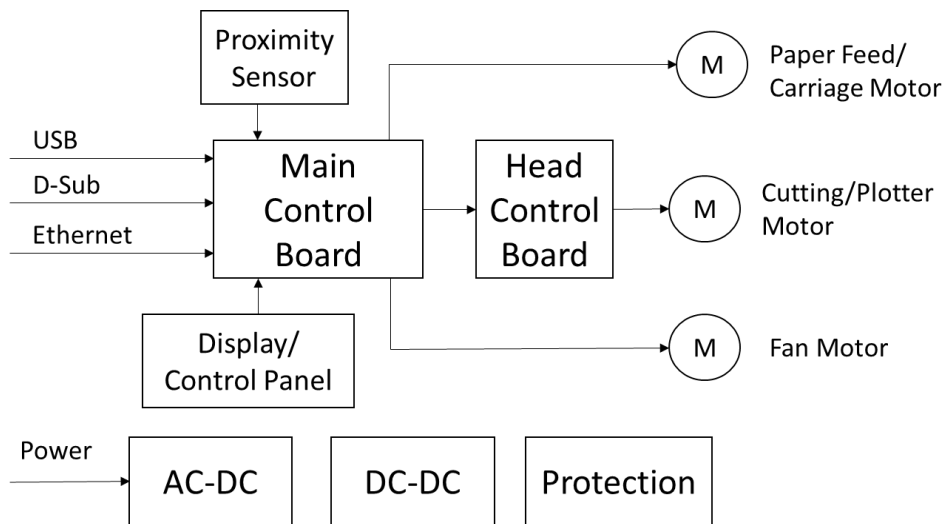 Proximity
Sensor
M
Paper Feed/
Carriage Motor
USB
D-Sub
Ethernet
Main
Control
Board
Head
Control
Board
M
Cutting/Plotter
Motor
Display/
Control Panel
M
Fan Motor
Power
AC-DC
DC-DC
Protection